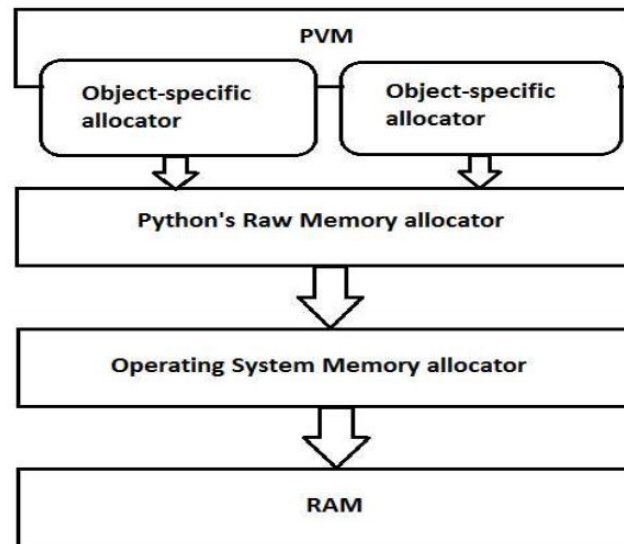 PVM
Object-specific
allocator
Object-specific
allocator
Python's Raw Memory allocator
Operating System Memory allocator
RAM